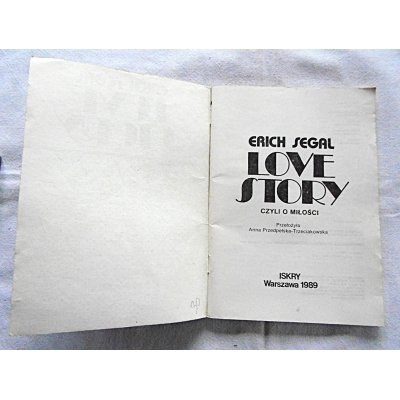 ERICH SEGAL
LOVE
STORY
CZYLI O MIŁOŚCI
Przełożyła
Anna Przedpełska-Trzeciakowska
ISKRY
Warszawa 1989